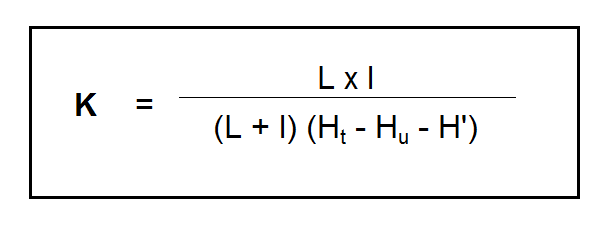 K = L x l
(L + l) (Ht - Hu - H')